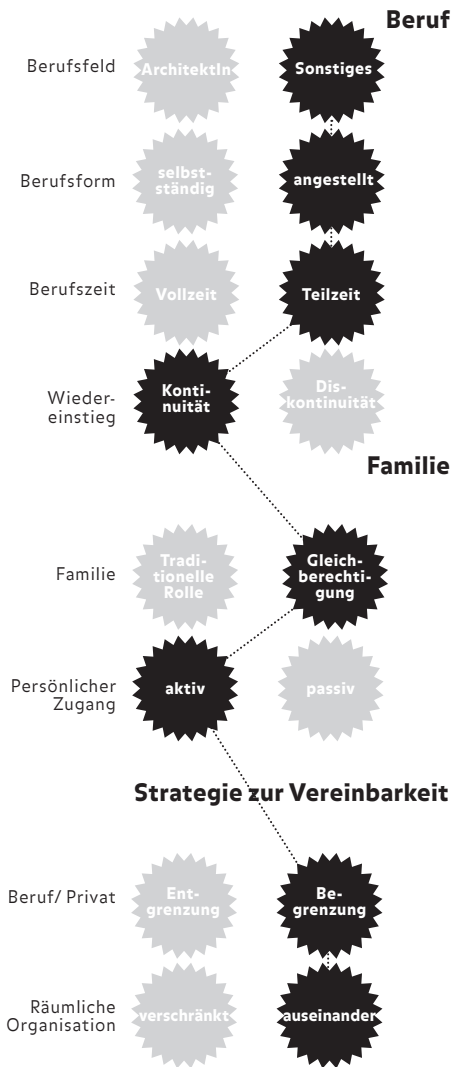 Beruf
Berufsfeld
ArchitektIn
Sonstiges
Berufsform
selbst-
ständig
angestellt
Berufszeit
Vollzeit
Teilzeit
Wieder-
einstieg
Konti-
nuität
Dis-
kontinuität
Familie
Familie
Tradi-
tionelle
Rolle
Gleich-
berechti-
gung
Persönlicher
Zugang
aktiv
passiv
Strategie zur Vereinbarkeit
Beruf/ Privat
Ent-
grenzung
Be-
grenzung
Räumliche
Organisation
verschränkt
auseinander